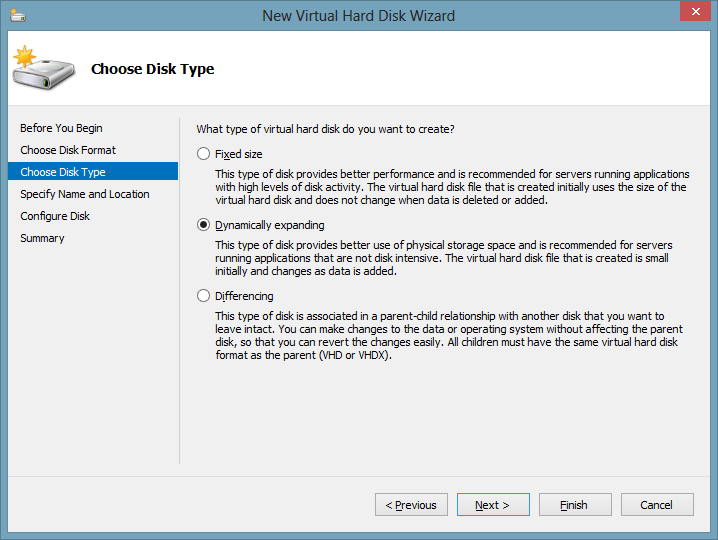 New Virtual Hard Disk Wizard
Choose Disk Type
Before You Begin
Choose Disk Format
Choose Disk Type
Specify Name and Location
Configure Disk
Summary
What type of virtual hard disk do you want to create?
Fixed size
This type of disk provides better performance and is recommended for servers running applications
with high levels of disk activity. The virtual hard disk file that is created initially uses the size of the
virtual hard disk and does not change when data is deleted or added.
Dynamically expanding
This type of disk provides better use of physical storage space and is recommended for servers
running applications that are not disk intensive. The virtual hard disk file that is created is small
initially and changes as data is added.
Differencing
This type of disk is associated in a parent-child relationship with another disk that you want to
leave intact. You can make changes to the data or operating system without affecting the parent
disk, so that you can revert the changes easily. All children must have the same virtual hard disk
format as the parent (VHD or VHDX).
< Previous
Next >
Finish
Cancel